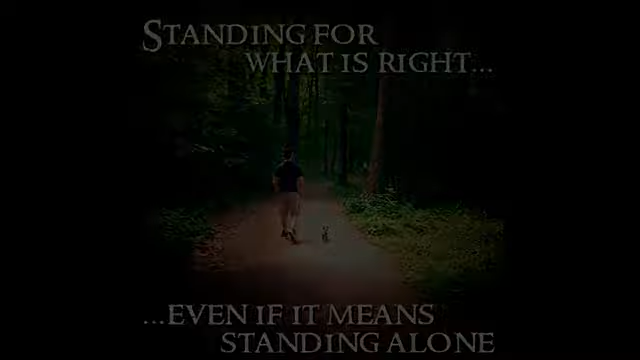 STANDING FOR
WHAT IS RIGHT...
...EVEN IF IT MEANS
STANDING ALONE